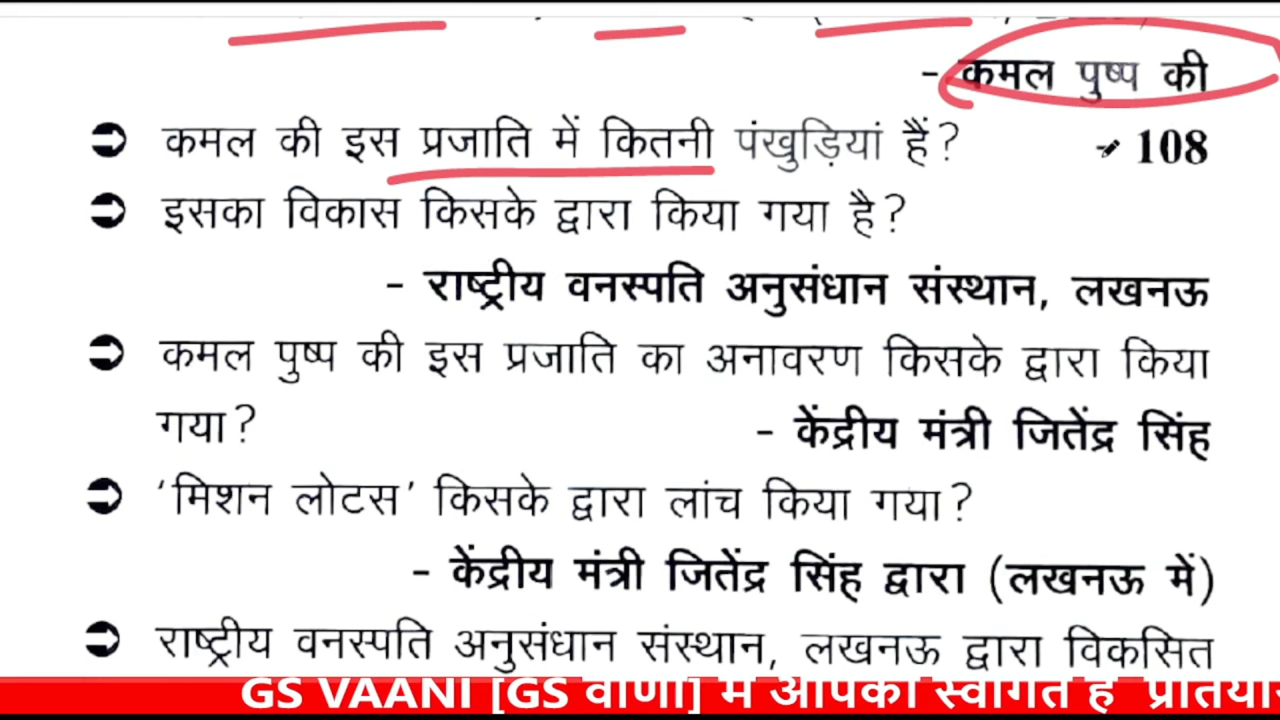 - कमल पुष्प की
➲ कमल की इस प्रजाति में कितनी पंखुड़ियां हैं? - 108
➲ इसका विकास किसके द्वारा किया गया है?
- राष्ट्रीय वनस्पति अनुसंधान संस्थान, लखनऊ
➲ कमल पुष्प की इस प्रजाति का अनावरण किसके द्वारा किया
गया? - केंद्रीय मंत्री जितेंद्र सिंह
➲ ‘मिशन लोटस’ किसके द्वारा लांच किया गया?
- केंद्रीय मंत्री जितेंद्र सिंह द्वारा (लखनऊ में)
➲ राष्ट्रीय वनस्पति अनुसंधान संस्थान, लखनऊ द्वारा विकसित
GS VAANI [GS वाणी] में आपका स्वागत है